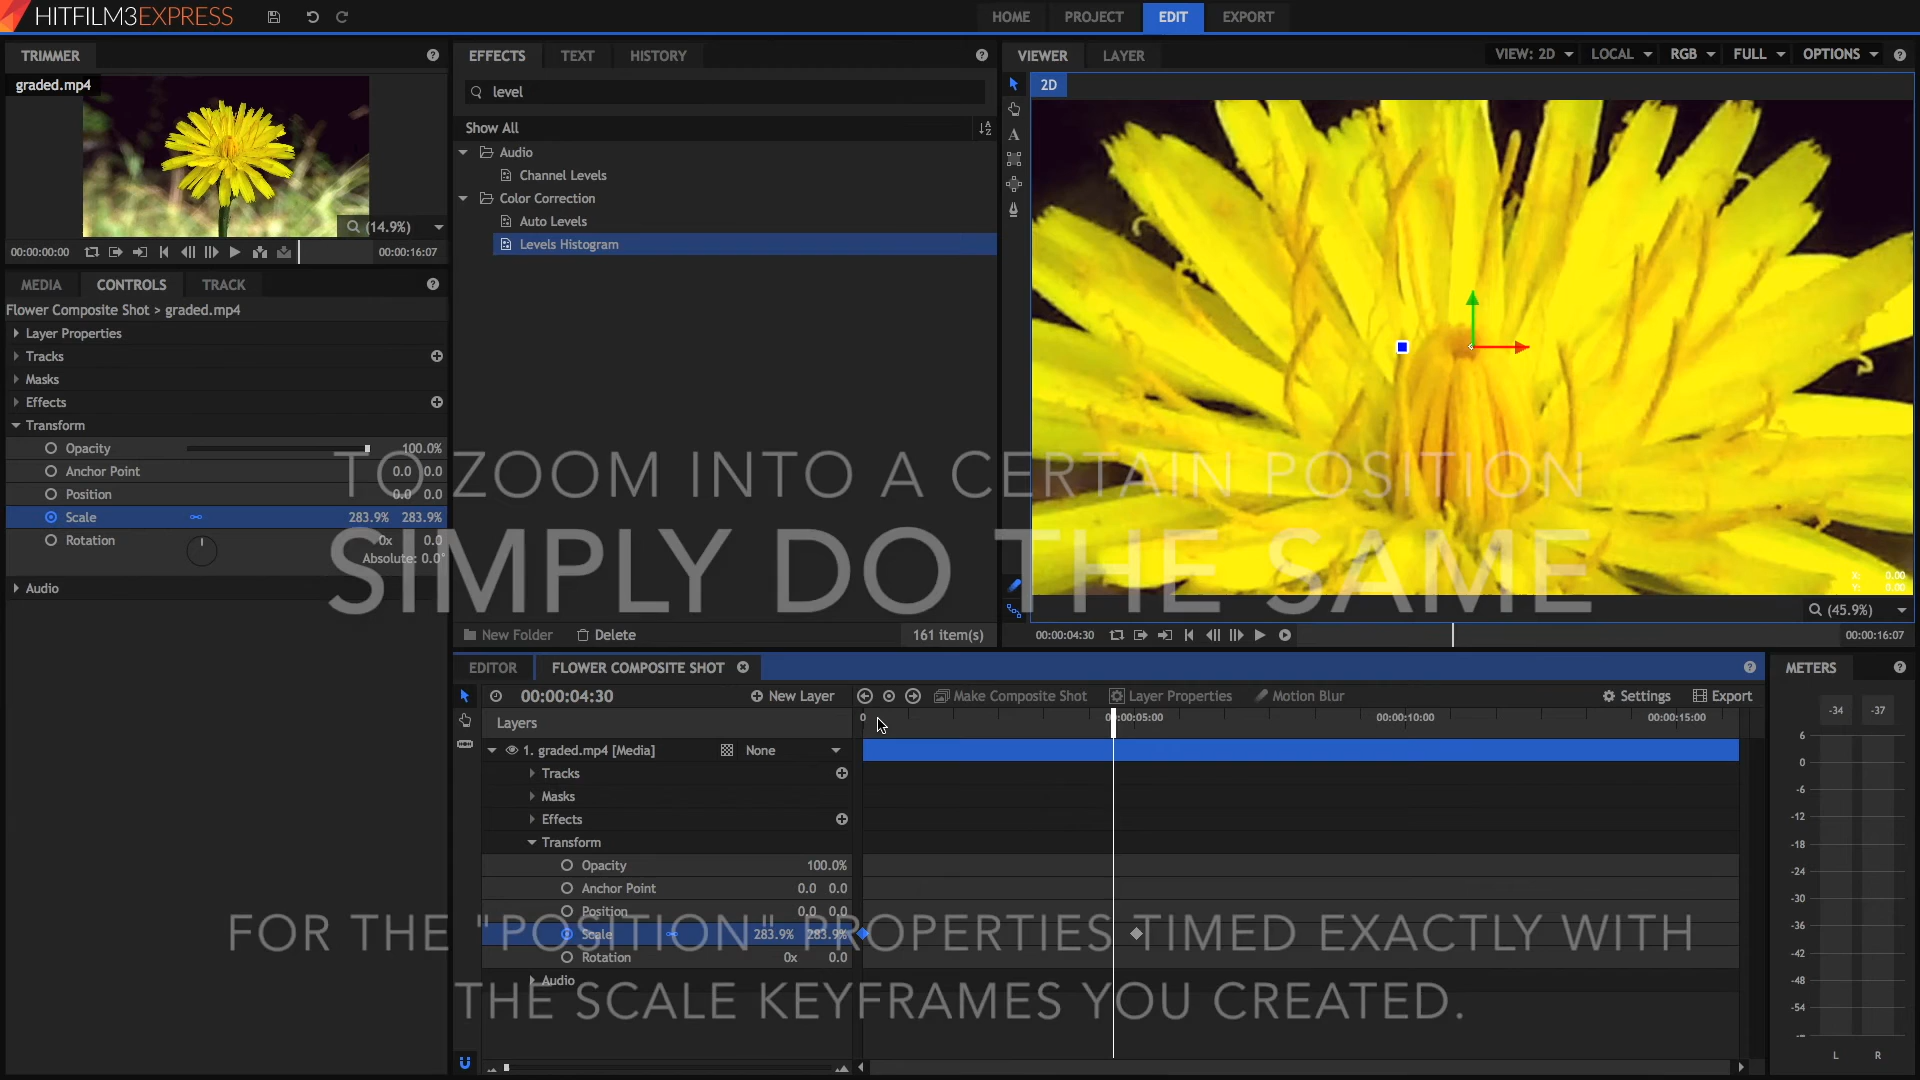 HITFILM3EXPRESS
HOME PROJECT EDIT EXPORT
TRIMMER
graded.mp4
(14.9%)
00:00:00:00 00:00:16:07
MEDIA CONTROLS TRACK
Flower Composite Shot > graded.mp4
Layer Properties
Tracks
Masks
Effects
Transform
Opacity 100.0%
Anchor Point 0.0 0.0
Position 0.0 0.0
Scale 283.9% 283.9%
Rotation 0x 0.0
Absolute: 0.0°
Audio
EFFECTS TEXT HISTORY
level
Show All
Audio
Channel Levels
Color Correction
Auto Levels
Levels Histogram
New Folder Delete 161 item(s)
VIEWER LAYER VIEW: 2D LOCAL RGB FULL OPTIONS
2D
X: 0.00
Y: 0.00
(45.9%)
00:00:04:30 00:00:16:07
TO ZOOM INTO A CERTAIN POSITION
SIMPLY DO THE SAME
FOR THE "POSITION" PROPERTIES TIMED EXACTLY WITH
THE SCALE KEYFRAMES YOU CREATED.
EDITOR FLOWER COMPOSITE SHOT
00:00:04:30 New Layer Make Composite Shot Layer Properties Motion Blur Settings Export
Layers 0 00:00:05:00 00:00:10:00 00:00:15:00
1. graded.mp4 [Media] None
Tracks
Masks
Effects
Transform
Opacity 100.0%
Anchor Point 0.0 0.0
Position 0.0 0.0
Scale 283.9% 283.9%
Rotation 0x 0.0
Audio
METERS
-34 -37
6
0
-6
-12
-18
-24
-30
-36
-42
-48
-54
L R